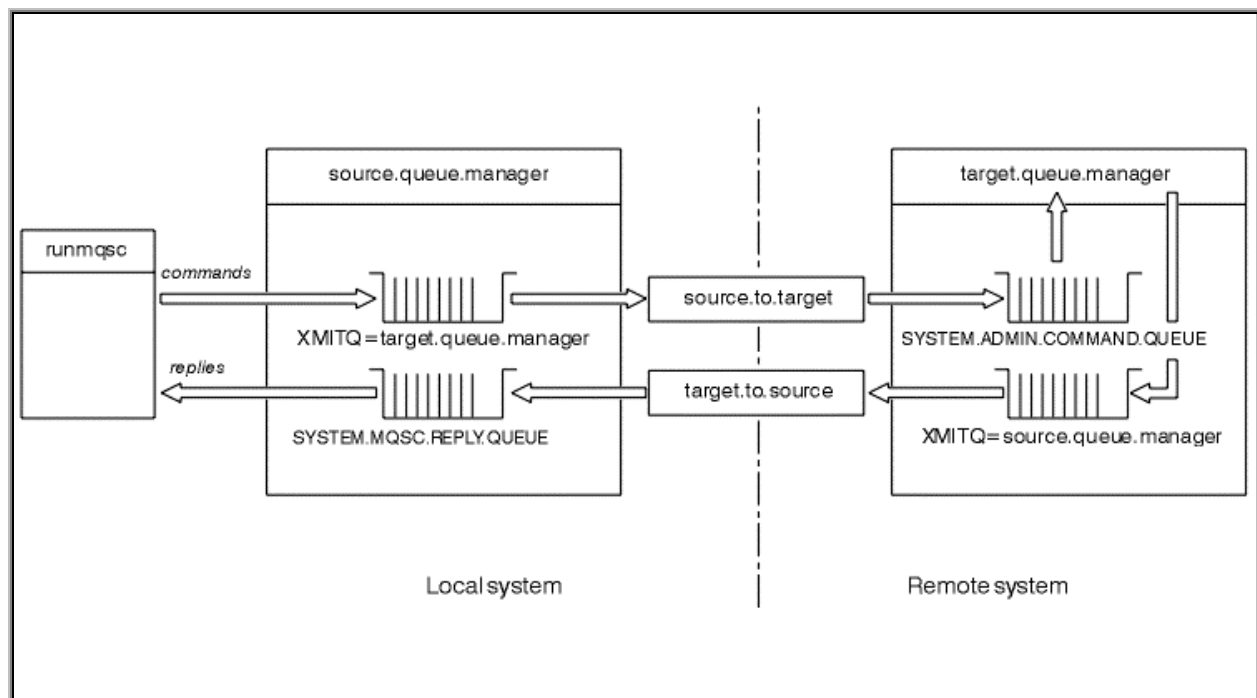 source.queue.manager
target.queue.manager
runmqsc
commands
source.to.target
XMITQ=target.queue.manager
SYSTEM.ADMIN.COMMAND.QUEUE
replies
target.to.source
SYSTEM.MQSC.REPLY.QUEUE
XMITQ=source.queue.manager
Local system
Remote system